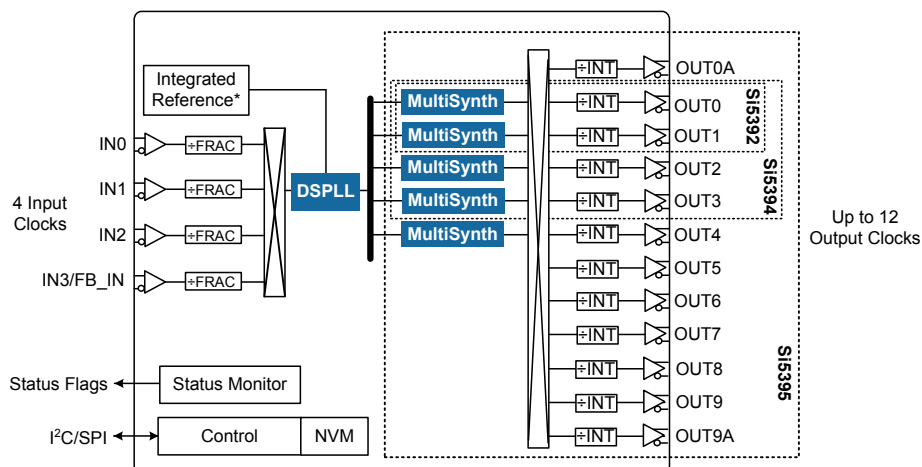 Integrated
Reference*
IN0
÷FRAC
IN1
÷FRAC
IN2
÷FRAC
IN3/FB_IN
÷FRAC
4 Input
Clocks
DSPLL
MultiSynth
MultiSynth
MultiSynth
MultiSynth
MultiSynth
÷INT
OUT0A
÷INT
OUT0
÷INT
OUT1
÷INT
OUT2
÷INT
OUT3
÷INT
OUT4
÷INT
OUT5
÷INT
OUT6
÷INT
OUT7
÷INT
OUT8
÷INT
OUT9
÷INT
OUT9A
Si5392
Si5394
Si5395
Up to 12
Output Clocks
Status Flags
Status Monitor
I²C/SPI
Control
NVM